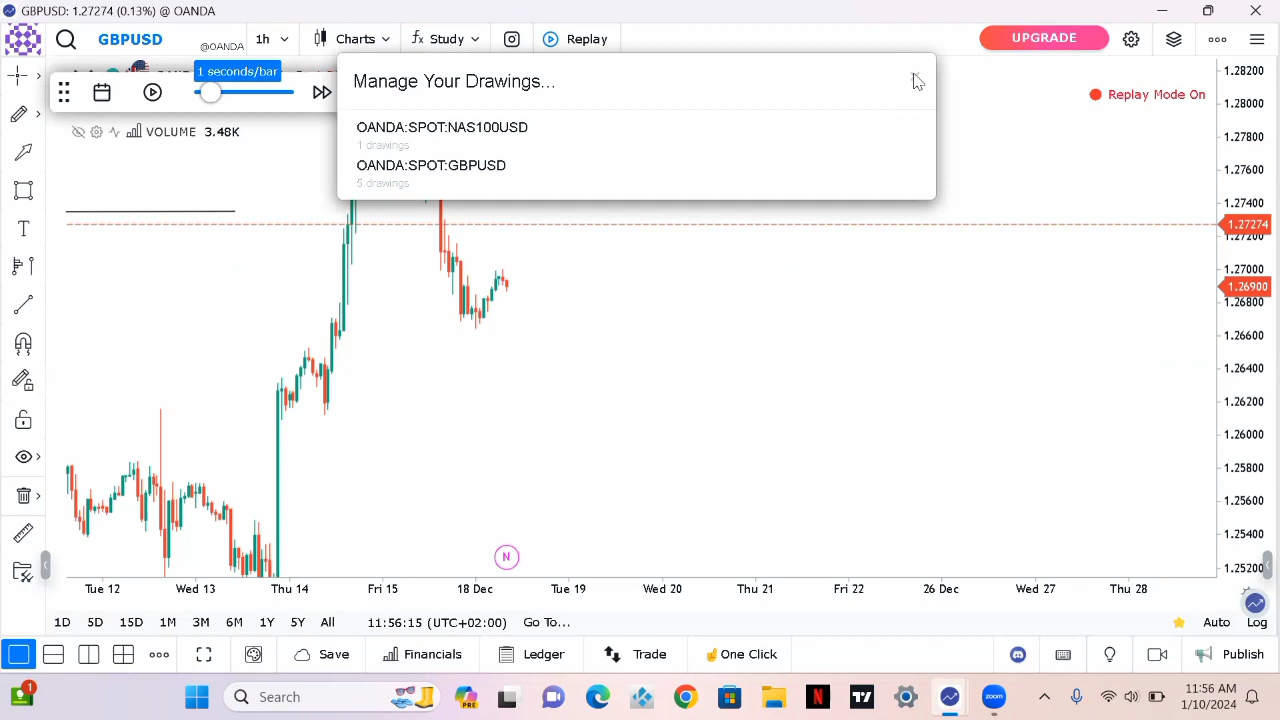 GBPUSD: 1.27274 (0.13%) @ OANDA
GBPUSD
@OANDA
1h
Charts
fx Study
Replay
UPGRADE
1 seconds/bar
Manage Your Drawings...
Replay Mode On
VOLUME 3.48K
OANDA:SPOT:NAS100USD
1 drawings
OANDA:SPOT:GBPUSD
5 drawings
1.28200
1.28000
1.27800
1.27600
1.27400
1.27274
1.27200
1.27000
1.26900
1.26800
1.26600
1.26400
1.26200
1.26000
1.25800
1.25600
1.25400
1.25200
N
Tue 12
Wed 13
Thu 14
Fri 15
18 Dec
Tue 19
Wed 20
Thu 21
Fri 22
26 Dec
Wed 27
Thu 28
1D 5D 15D 1M 3M 6M 1Y 5Y All
11:56:15 (UTC+02:00)
Go To...
Auto
Log
Save
Financials
Ledger
Trade
One Click
Publish
1
Search
PRE
N
zoom
11:56 AM
1/10/2024